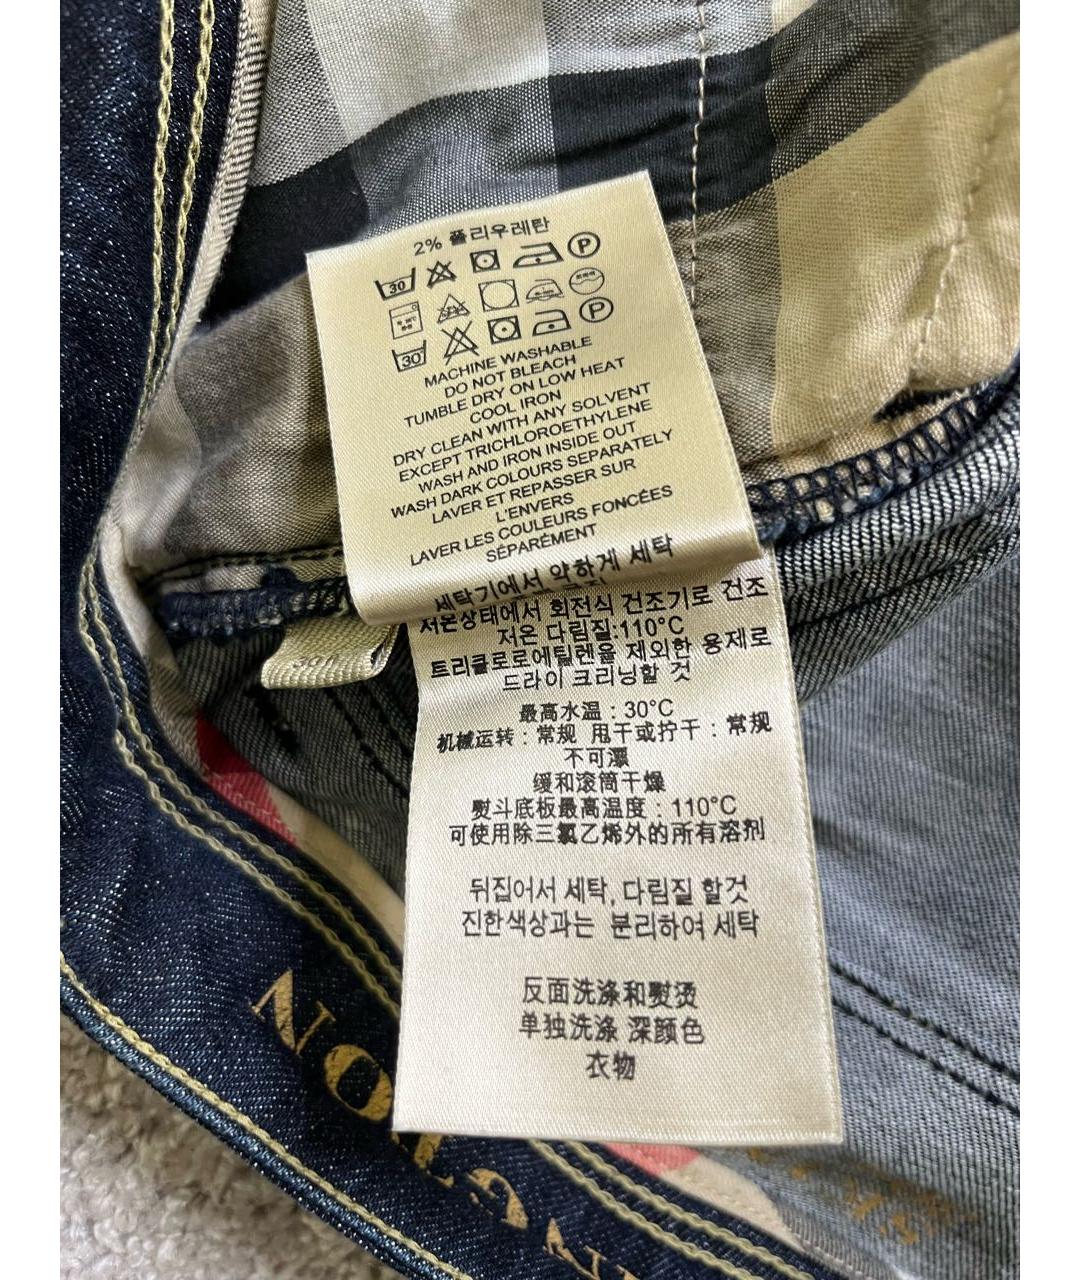 2% 폴리우레탄
30 P
30 P
MACHINE WASHABLE
DO NOT BLEACH
TUMBLE DRY ON LOW HEAT
COOL IRON
DRY CLEAN WITH ANY SOLVENT
EXCEPT TRICHLOROETHYLENE
WASH AND IRON INSIDE OUT
WASH DARK COLOURS SEPARATELY
LAVER ET REPASSER SUR
L'ENVERS
LAVER LES COULEURS FONCÉES
SÉPARÉMENT
세탁기에서 약하게 세탁
저온상태에서 회전식 건조기로 건조
저온 다림질:110°C
트리클로로에틸렌을 제외한 용제로
드라이 크리닝할 것
最高水温：30°C
机械运转：常规 甩干或拧干：常规
不可漂
缓和滚筒干燥
熨斗底板最高温度：110°C
可使用除三氯乙烯外的所有溶剂
뒤집어서 세탁, 다림질 할것
진한색상과는 분리하여 세탁
反面洗涤和熨烫
单独洗涤 深颜色
衣物